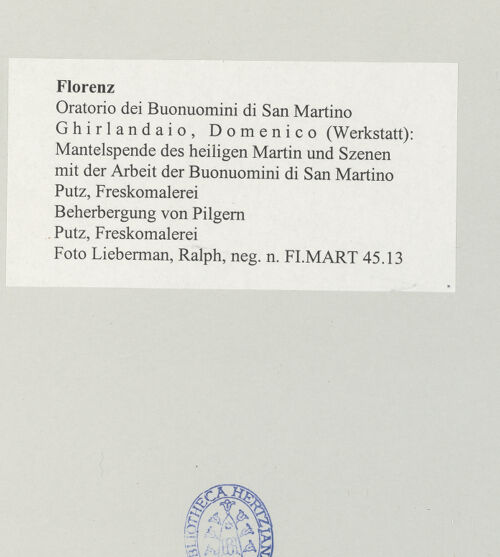 Florenz
Oratorio dei Buonuomini di San Martino
Ghirlandaio, Domenico (Werkstatt):
Mantelspende des heiligen Martin und Szenen
mit der Arbeit der Buonuomini di San Martino
Putz, Freskomalerei
Beherbergung von Pilgern
Putz, Freskomalerei
Foto Lieberman, Ralph, neg. n. FI.MART 45.13
BIBLIOTHECA HERTZIAN